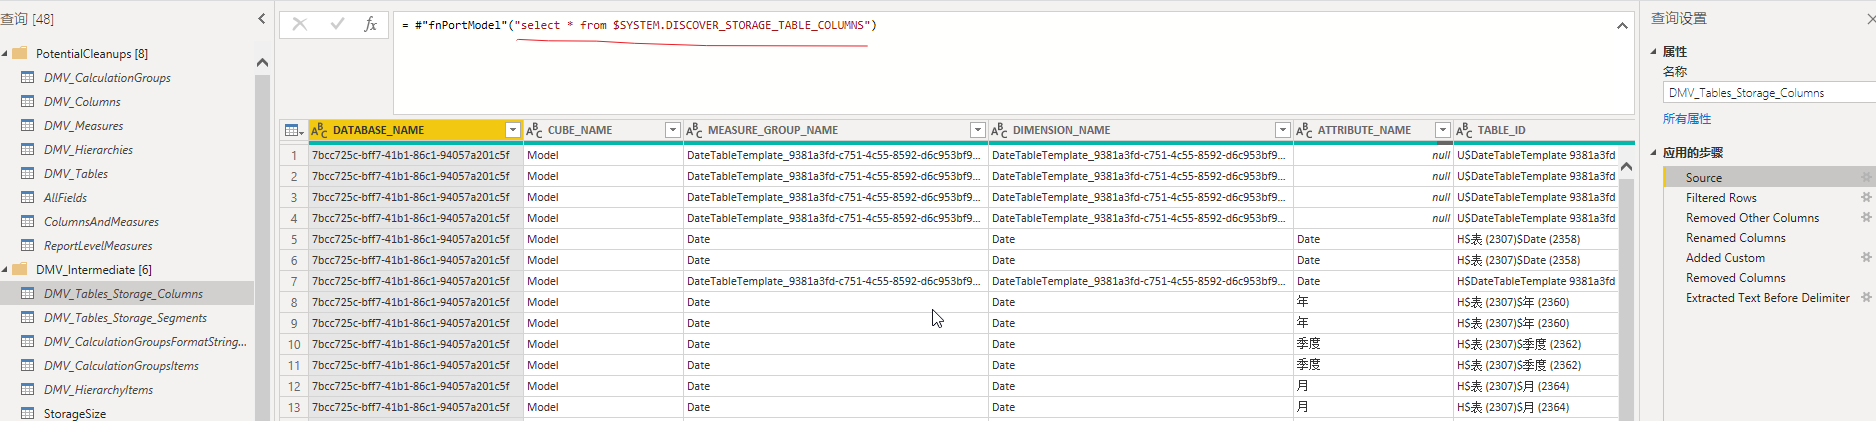 查询 [48]
PotentialCleanups [8]
DMV_CalculationGroups
DMV_Columns
DMV_Measures
DMV_Hierarchies
DMV_Tables
AllFields
ColumnsAndMeasures
ReportLevelMeasures
DMV_Intermediate [6]
DMV_Tables_Storage_Columns
DMV_Tables_Storage_Segments
DMV_CalculationGroupsFormatString...
DMV_CalculationGroupsItems
DMV_HierarchyItems
StorageSize
fx
= #"fnPortModel"("select * from $SYSTEM.DISCOVER_STORAGE_TABLE_COLUMNS")
DATABASE_NAME CUBE_NAME MEASURE_GROUP_NAME DIMENSION_NAME ATTRIBUTE_NAME TABLE_ID
1 7bcc725c-bff7-41b1-86c1-94057a201c5f Model DateTableTemplate_9381a3fd-c751-4c55-8592-d6c953bf9... DateTableTemplate_9381a3fd-c751-4c55-8592-d6c953bf9... null U$DateTableTemplate 9381a3fd
2 7bcc725c-bff7-41b1-86c1-94057a201c5f Model DateTableTemplate_9381a3fd-c751-4c55-8592-d6c953bf9... DateTableTemplate_9381a3fd-c751-4c55-8592-d6c953bf9... null U$DateTableTemplate 9381a3fd
3 7bcc725c-bff7-41b1-86c1-94057a201c5f Model DateTableTemplate_9381a3fd-c751-4c55-8592-d6c953bf9... DateTableTemplate_9381a3fd-c751-4c55-8592-d6c953bf9... null U$DateTableTemplate 9381a3fd
4 7bcc725c-bff7-41b1-86c1-94057a201c5f Model DateTableTemplate_9381a3fd-c751-4c55-8592-d6c953bf9... DateTableTemplate_9381a3fd-c751-4c55-8592-d6c953bf9... null U$DateTableTemplate 9381a3fd
5 7bcc725c-bff7-41b1-86c1-94057a201c5f Model Date Date Date H$表 (2307)$Date (2358)
6 7bcc725c-bff7-41b1-86c1-94057a201c5f Model Date Date Date H$表 (2307)$Date (2358)
7 7bcc725c-bff7-41b1-86c1-94057a201c5f Model DateTableTemplate_9381a3fd-c751-4c55-8592-d6c953bf9... DateTableTemplate_9381a3fd-c751-4c55-8592-d6c953bf9... Date H$DateTableTemplate 9381a3fd
8 7bcc725c-bff7-41b1-86c1-94057a201c5f Model Date Date 年 H$表 (2307)$年 (2360)
9 7bcc725c-bff7-41b1-86c1-94057a201c5f Model Date Date 年 H$表 (2307)$年 (2360)
10 7bcc725c-bff7-41b1-86c1-94057a201c5f Model Date Date 季度 H$表 (2307)$季度 (2362)
11 7bcc725c-bff7-41b1-86c1-94057a201c5f Model Date Date 季度 H$表 (2307)$季度 (2362)
12 7bcc725c-bff7-41b1-86c1-94057a201c5f Model Date Date 月 H$表 (2307)$月 (2364)
13 7bcc725c-bff7-41b1-86c1-94057a201c5f Model Date Date 月 H$表 (2307)$月 (2364)
查询设置
属性
名称
DMV_Tables_Storage_Columns
所有属性
应用的步骤
Source
Filtered Rows
Removed Other Columns
Renamed Columns
Added Custom
Removed Columns
Extracted Text Before Delimiter